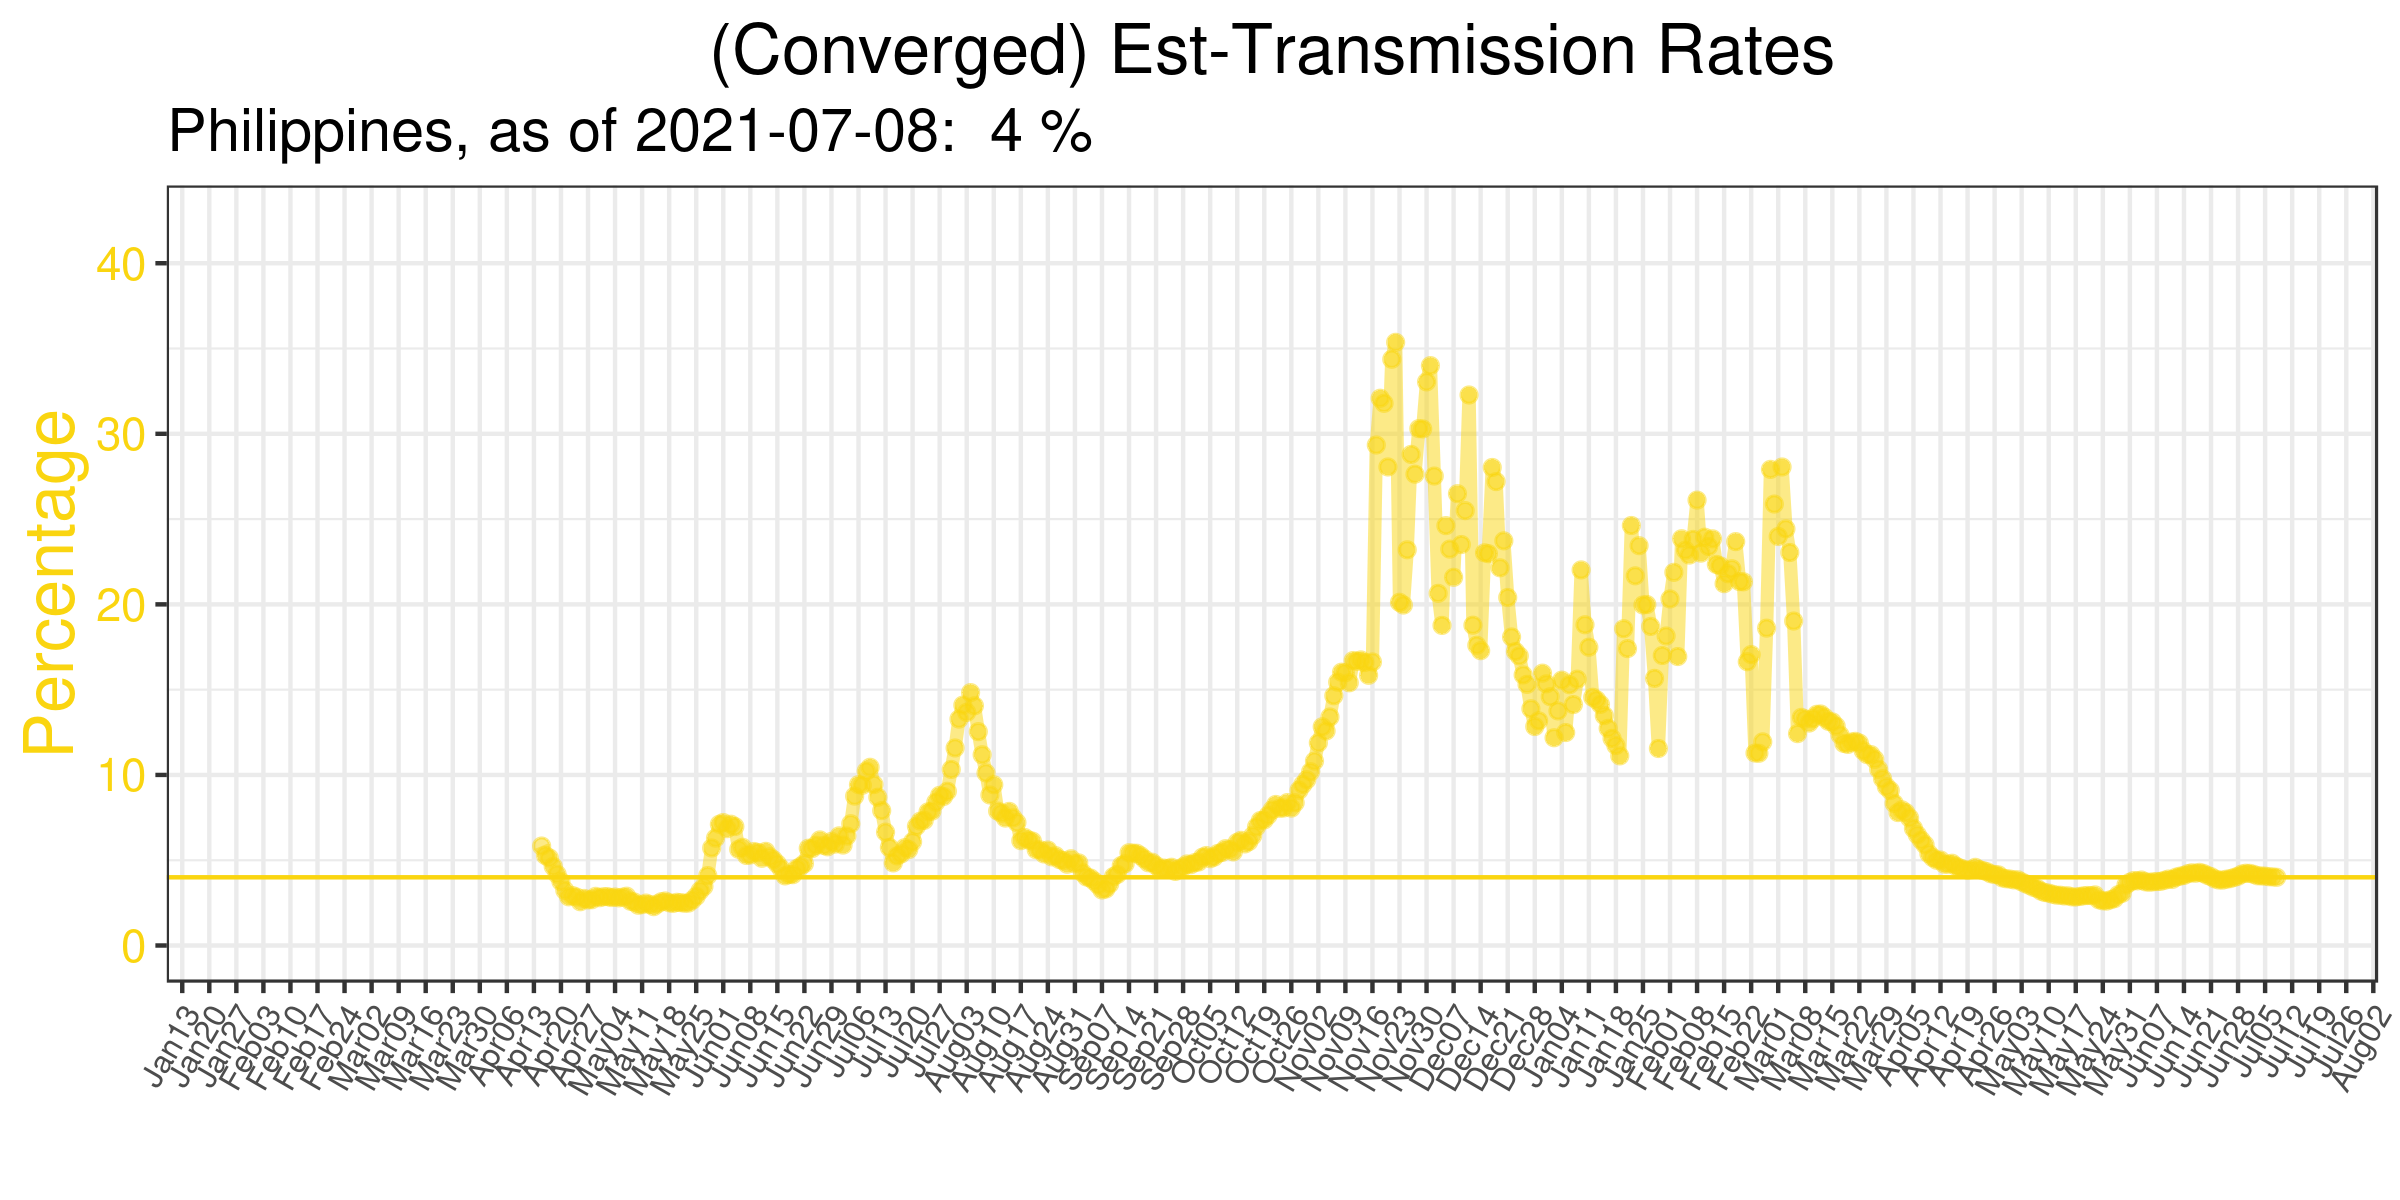 (Converged) Est-Transmission Rates
Philippines, as of 2021-07-08:  4 %
Percentage
40
30
20
10
0
Jan13
Jan20
Jan27
Feb03
Feb10
Feb17
Feb24
Mar02
Mar09
Mar16
Mar23
Mar30
Apr06
Apr13
Apr20
Apr27
May04
May11
May18
May25
Jun01
Jun08
Jun15
Jun22
Jun29
Jul06
Jul13
Jul20
Jul27
Aug03
Aug10
Aug17
Aug24
Aug31
Sep07
Sep14
Sep21
Sep28
Oct05
Oct12
Oct19
Oct26
Nov02
Nov09
Nov16
Nov23
Nov30
Dec07
Dec14
Dec21
Dec28
Jan04
Jan11
Jan18
Jan25
Feb01
Feb08
Feb15
Feb22
Mar01
Mar08
Mar15
Mar22
Mar29
Apr05
Apr12
Apr19
Apr26
May03
May10
May17
May24
May31
Jun07
Jun14
Jun21
Jun28
Jul05
Jul12
Jul19
Jul26
Aug02